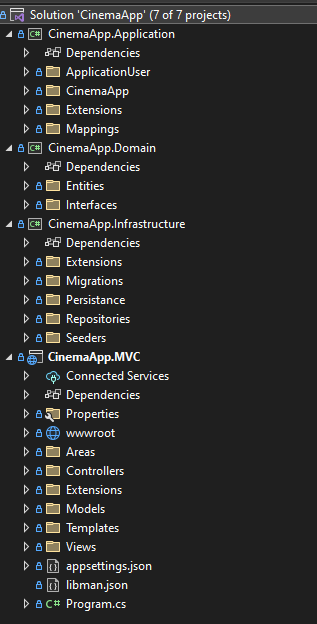 Solution 'CinemaApp' (7 of 7 projects)
CinemaApp.Application
Dependencies
ApplicationUser
CinemaApp
Extensions
Mappings
CinemaApp.Domain
Dependencies
Entities
Interfaces
CinemaApp.Infrastructure
Dependencies
Extensions
Migrations
Persistance
Repositories
Seeders
CinemaApp.MVC
Connected Services
Dependencies
Properties
wwwroot
Areas
Controllers
Extensions
Models
Templates
Views
appsettings.json
libman.json
C# Program.cs